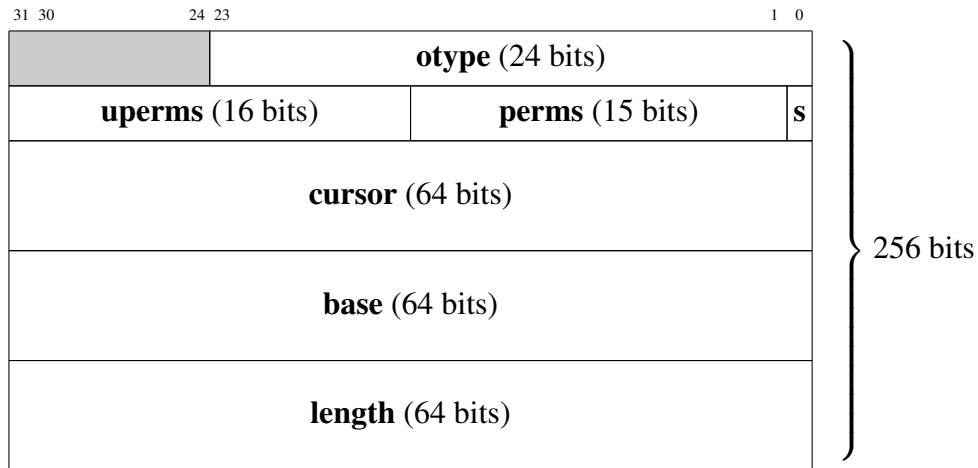 31 30 24 23 1 0
otype (24 bits)
uperms (16 bits) perms (15 bits) s
cursor (64 bits)
256 bits
base (64 bits)
length (64 bits)